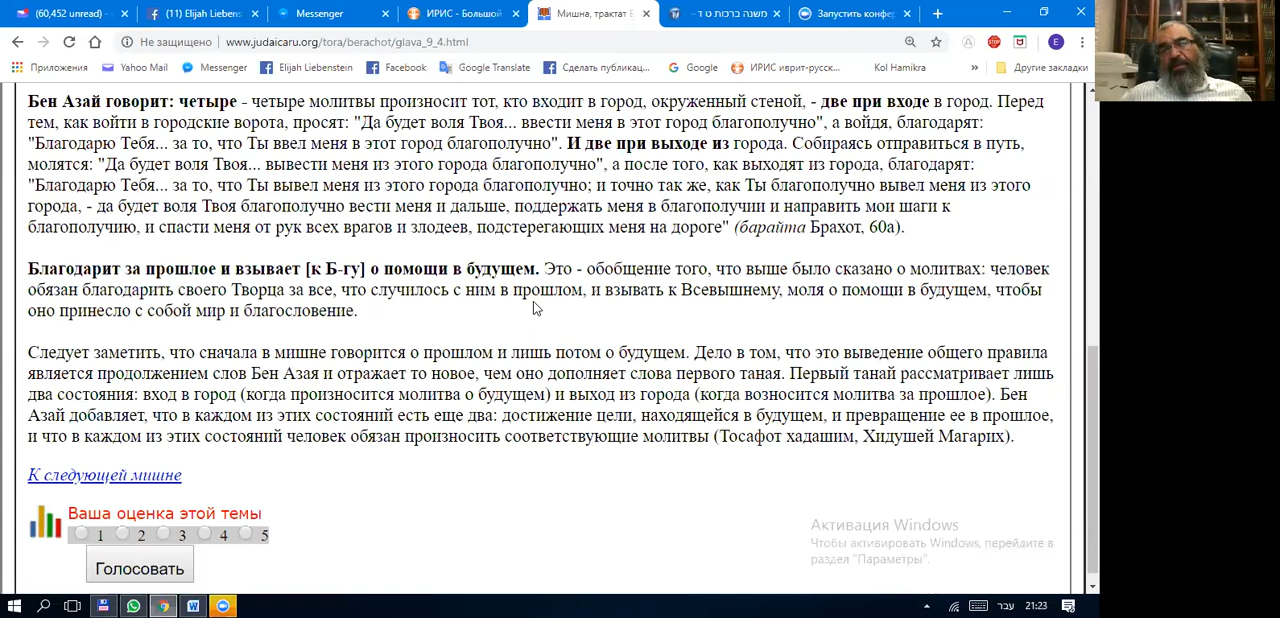 (60,452 unread) -
(11) Elijah Liebens
Messenger
ИРИС - Большой
Мишна, трактат Б
משנה ברכות ט ד –
Запустить конфер
Не защищено
www.judaicaru.org/tora/berachot/glava_9_4.html
Приложения
Yahoo Mail
Messenger
Elijah Liebenstein
Facebook
Google Translate
Сделать публикац...
Google
ИРИС иврит-русск...
Kol Hamikra
»
Другие закладки
Бен Азай говорит: четыре - четыре молитвы произносит тот, кто входит в город, окруженный стеной, - две при входе в город. Перед
тем, как войти в городские ворота, просят: "Да будет воля Твоя... ввести меня в этот город благополучно", а войдя, благодарят:
"Благодарю Тебя... за то, что Ты ввел меня в этот город благополучно". И две при выходе из города. Собираясь отправиться в путь,
молятся: "Да будет воля Твоя... вывести меня из этого города благополучно", а после того, как выходят из города, благодарят:
"Благодарю Тебя... за то, что Ты вывел меня из этого города благополучно; и точно так же, как Ты благополучно вывел меня из этого
города, - да будет воля Твоя благополучно вести меня и дальше, поддержать меня в благополучии и направить мои шаги к
благополучию, и спасти меня от рук всех врагов и злодеев, подстерегающих меня на дороге" (барайта Брахот, 60а).
Благодарит за прошлое и взывает [к Б-гу] о помощи в будущем. Это - обобщение того, что выше было сказано о молитвах: человек
обязан благодарить своего Творца за все, что случилось с ним в прошлом, и взывать к Всевышнему, моля о помощи в будущем, чтобы
оно принесло с собой мир и благословение.
Следует заметить, что сначала в мишне говорится о прошлом и лишь потом о будущем. Дело в том, что это выведение общего правила
является продолжением слов Бен Азая и отражает то новое, чем оно дополняет слова первого таная. Первый танай рассматривает лишь
два состояния: вход в город (когда произносится молитва о будущем) и выход из города (когда возносится молитва за прошлое). Бен
Азай добавляет, что в каждом из этих состояний есть еще два: достижение цели, находящейся в будущем, и превращение ее в прошлое,
и что в каждом из этих состояний человек обязан произносить соответствующие молитвы (Тосафот хадашим, Хидушей Магарих).
К следующей мишне
Ваша оценка этой темы
1 2 3 4 5
Голосовать
Активация Windows
Чтобы активировать Windows, перейдите в
раздел "Параметры".
עבר
21:23